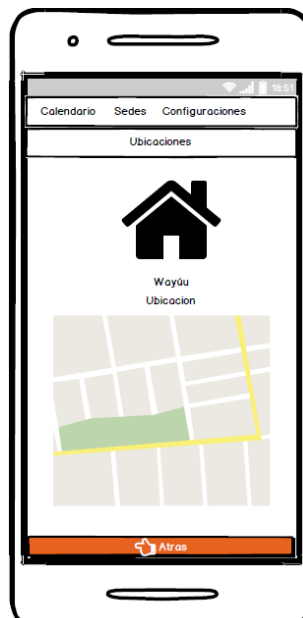 18:51
Calendario Sedes Configuraciones
Ubicaciones
Wayúu
Ubicacion
Atras